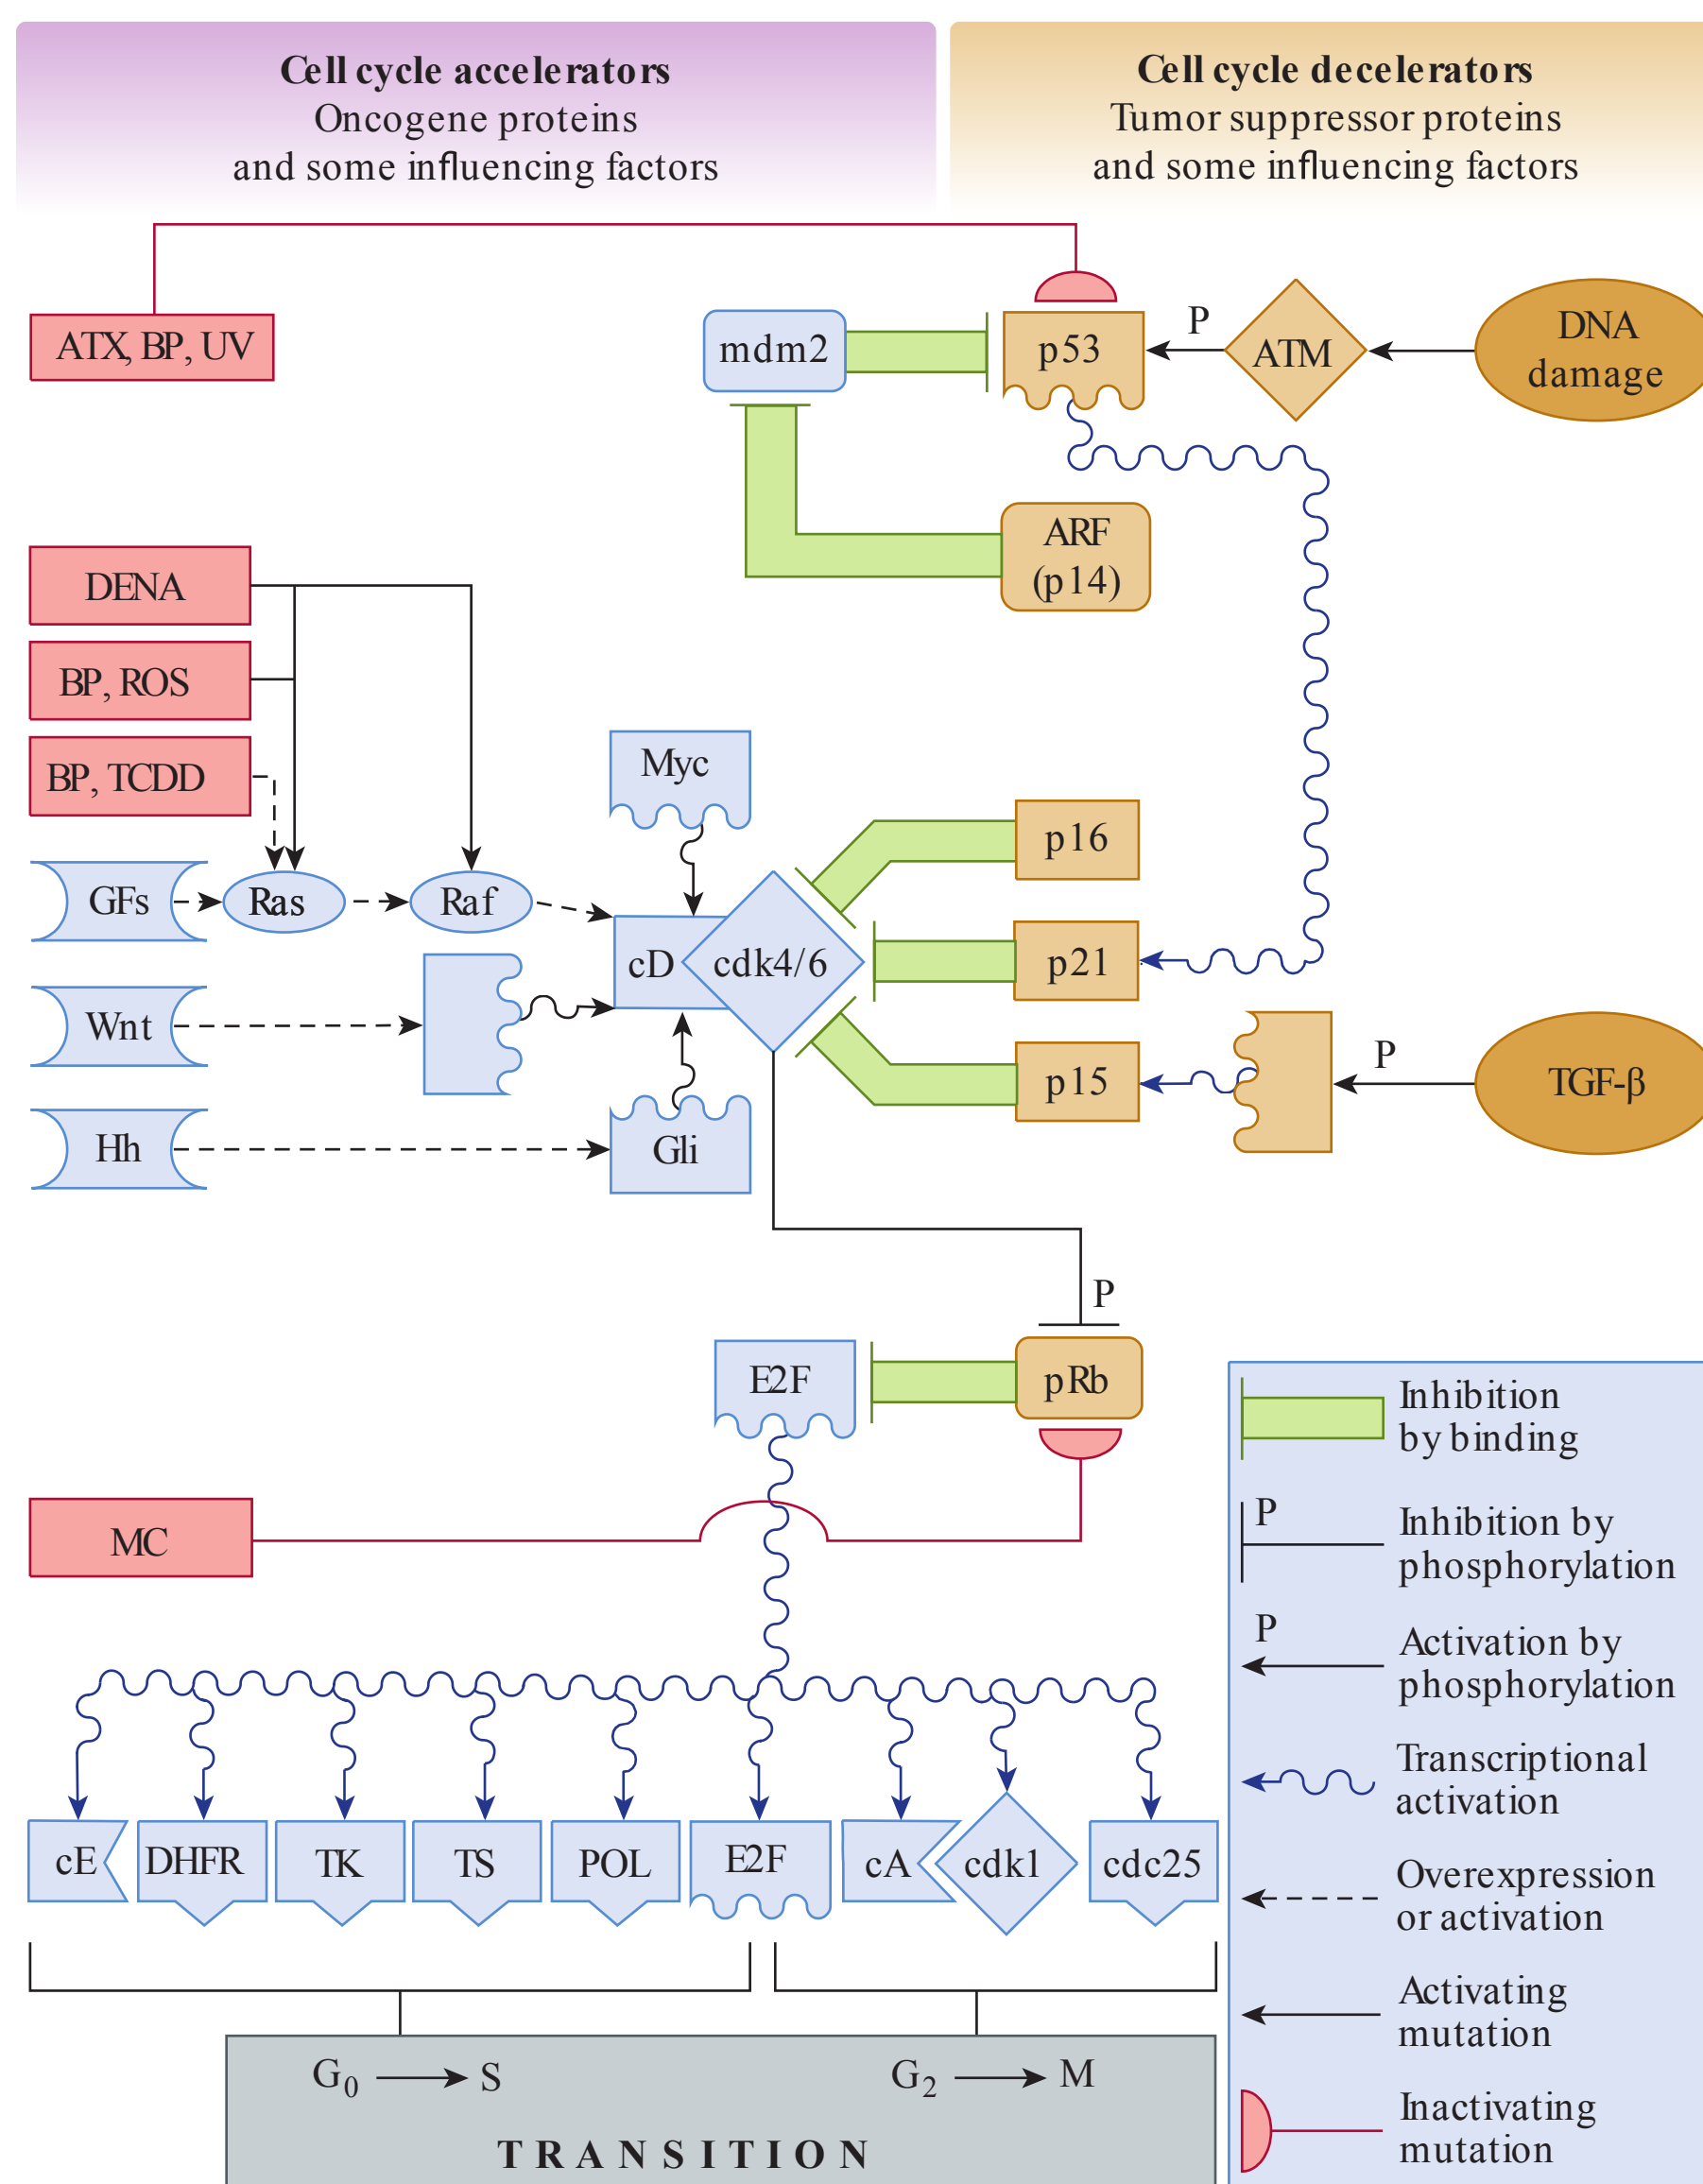 Cell cycle accelerators
Oncogene proteins
and some influencing factors
Cell cycle decelerators
Tumor suppressor proteins
and some influencing factors
ATX, BP, UV
mdm2
p53
P
ATM
DNA
damage
ARF
(p14)
DENA
BP, ROS
BP, TCDD
Myc
GFs
Ras
Raf
p16
cD
cdk4/6
p21
Wnt
p15
P
TGF-β
Hh
Gli
P
E2F
pRb
MC
cE
DHFR
TK
TS
POL
E2F
cA
cdk1
cdc25
G0
S
G2
M
TRANSITION
Inhibition
by binding
P
Inhibition by
phosphorylation
P
Activation by
phosphorylation
Transcriptional
activation
Overexpression
or activation
Activating
mutation
Inactivating
mutation